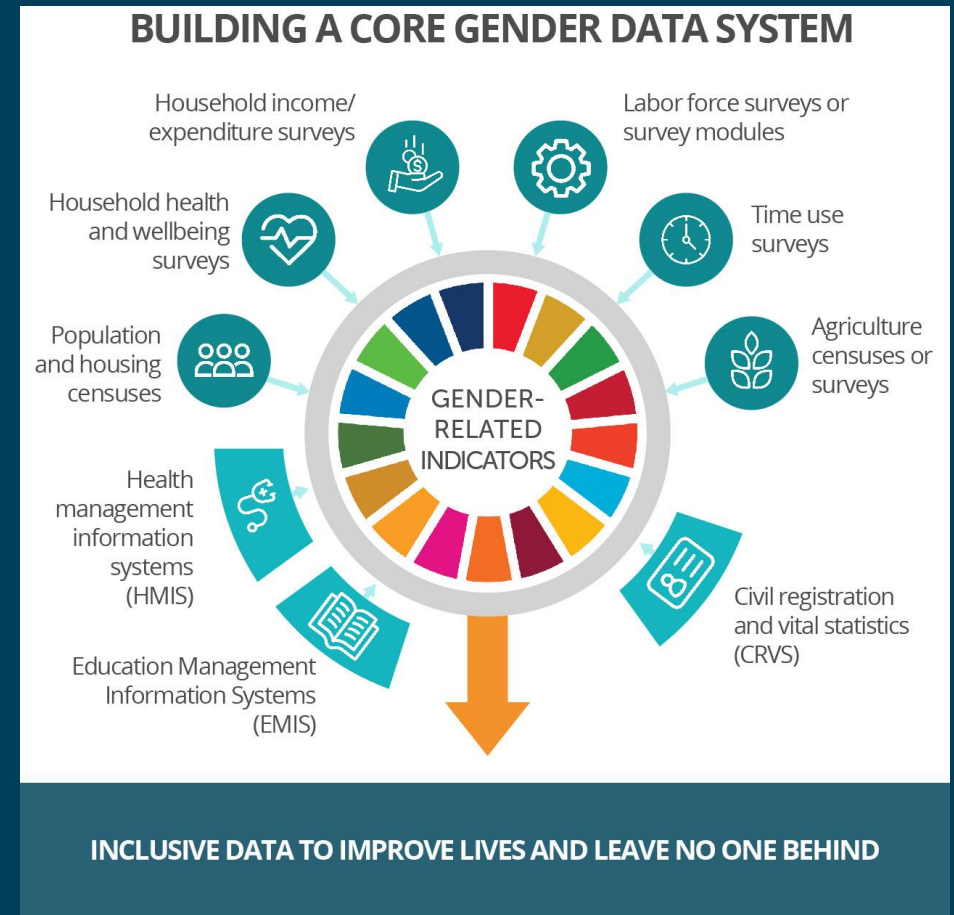 BUILDING A CORE GENDER DATA SYSTEM
Household income/
expenditure surveys
Labor force surveys or
survey modules
Household health
and wellbeing
surveys
Time use
surveys
Population
and housing
censuses
Agriculture
censuses or
surveys
GENDER-
RELATED
INDICATORS
Health
management
information
systems
(HMIS)
Education Management
Information Systems
(EMIS)
Civil registration
and vital statistics
(CRVS)
INCLUSIVE DATA TO IMPROVE LIVES AND LEAVE NO ONE BEHIND